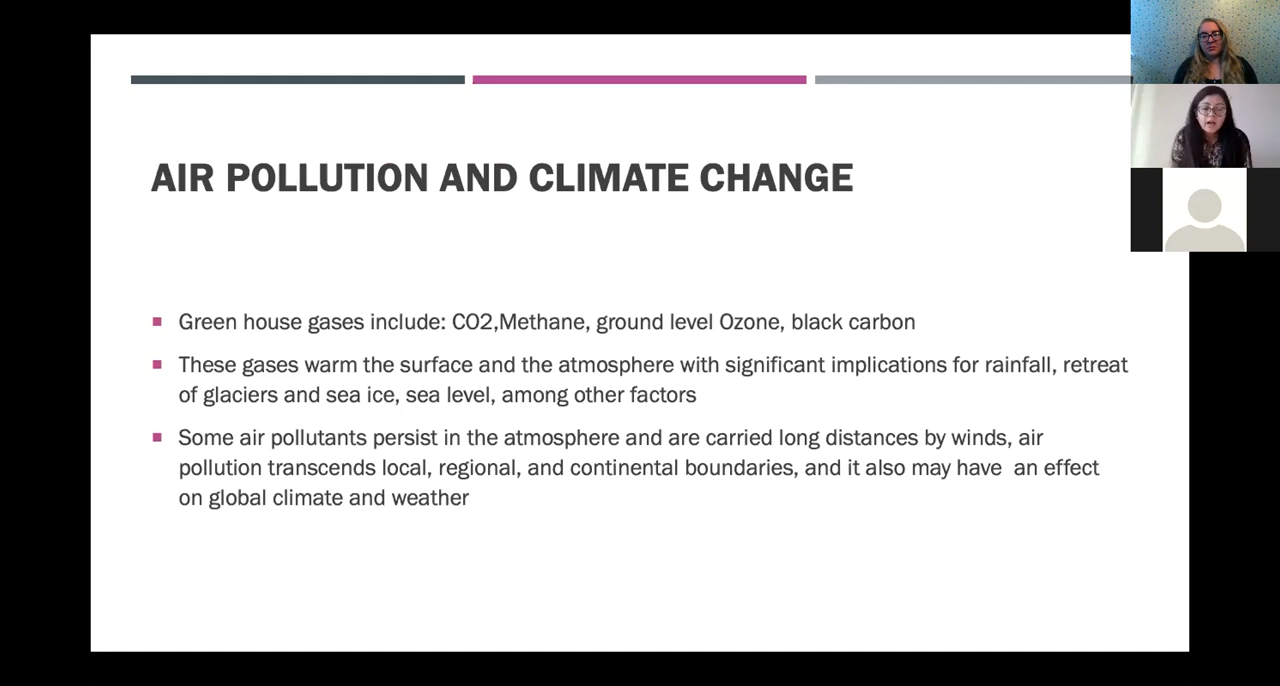 AIR POLLUTION AND CLIMATE CHANGE
Green house gases include: CO2,Methane, ground level Ozone, black carbon
These gases warm the surface and the atmosphere with significant implications for rainfall, retreat
of glaciers and sea ice, sea level, among other factors
Some air pollutants persist in the atmosphere and are carried long distances by winds, air
pollution transcends local, regional, and continental boundaries, and it also may have  an effect
on global climate and weather